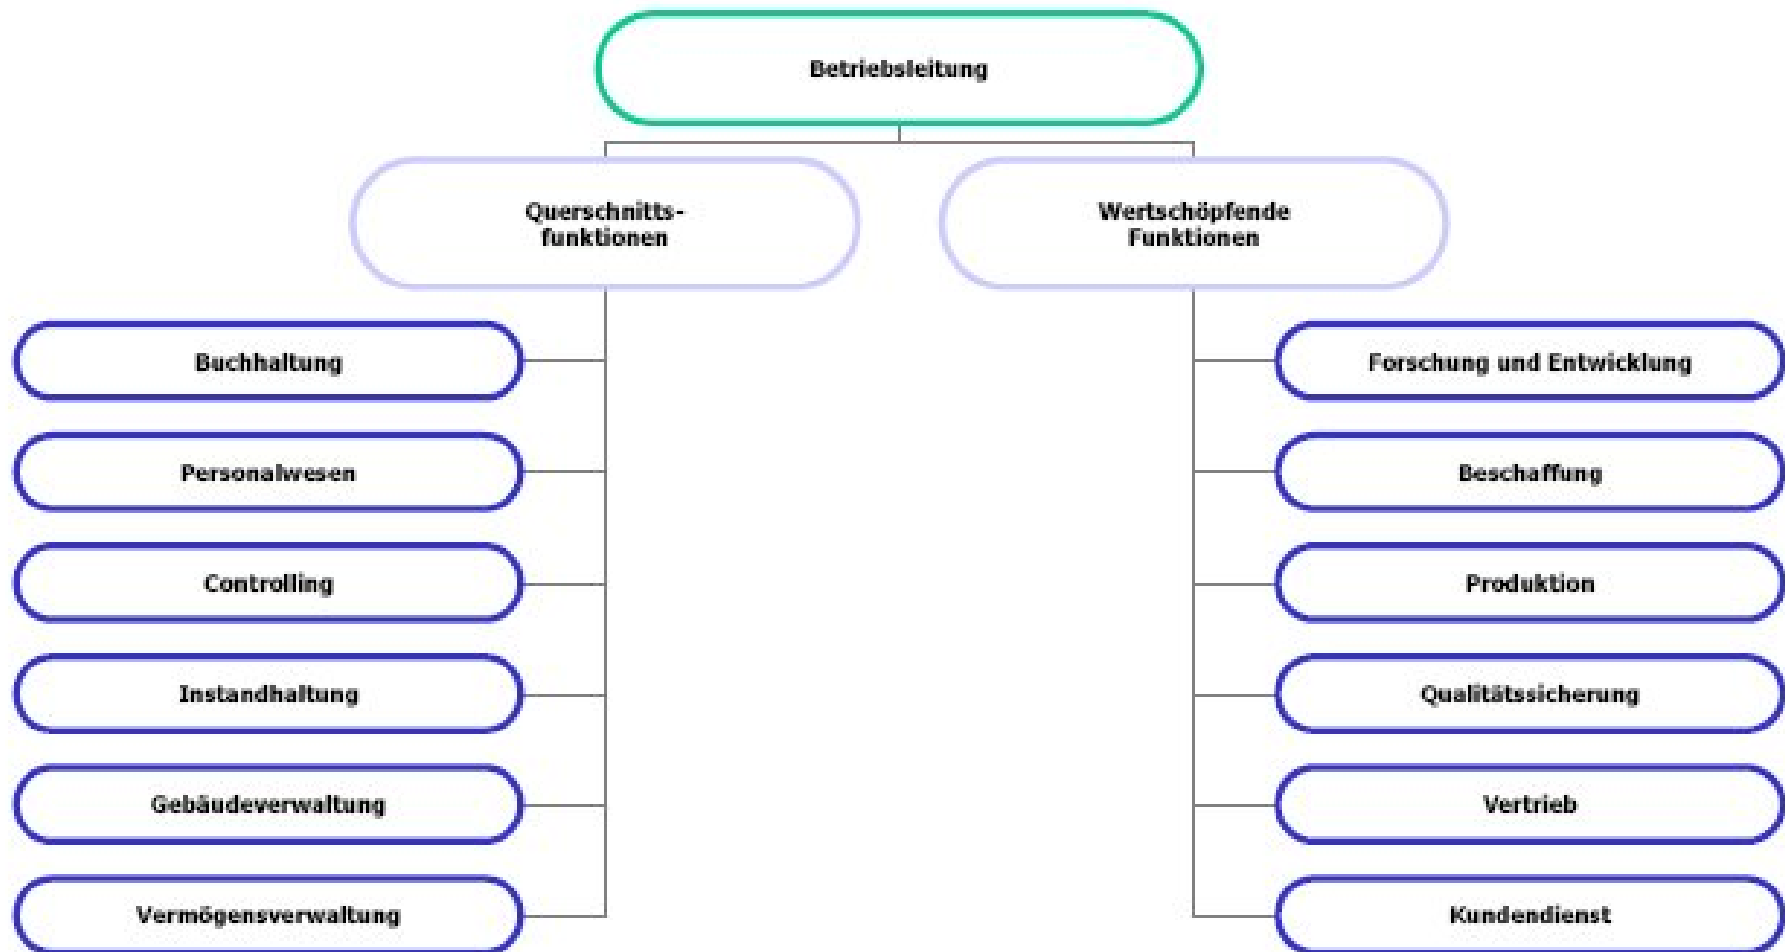 Betriebsleitung
Querschnitts-
funktionen
Wertschöpfende
Funktionen
Buchhaltung
Personalwesen
Controlling
Instandhaltung
Gebäudeverwaltung
Vermögensverwaltung
Forschung und Entwicklung
Beschaffung
Produktion
Qualitätssicherung
Vertrieb
Kundendienst